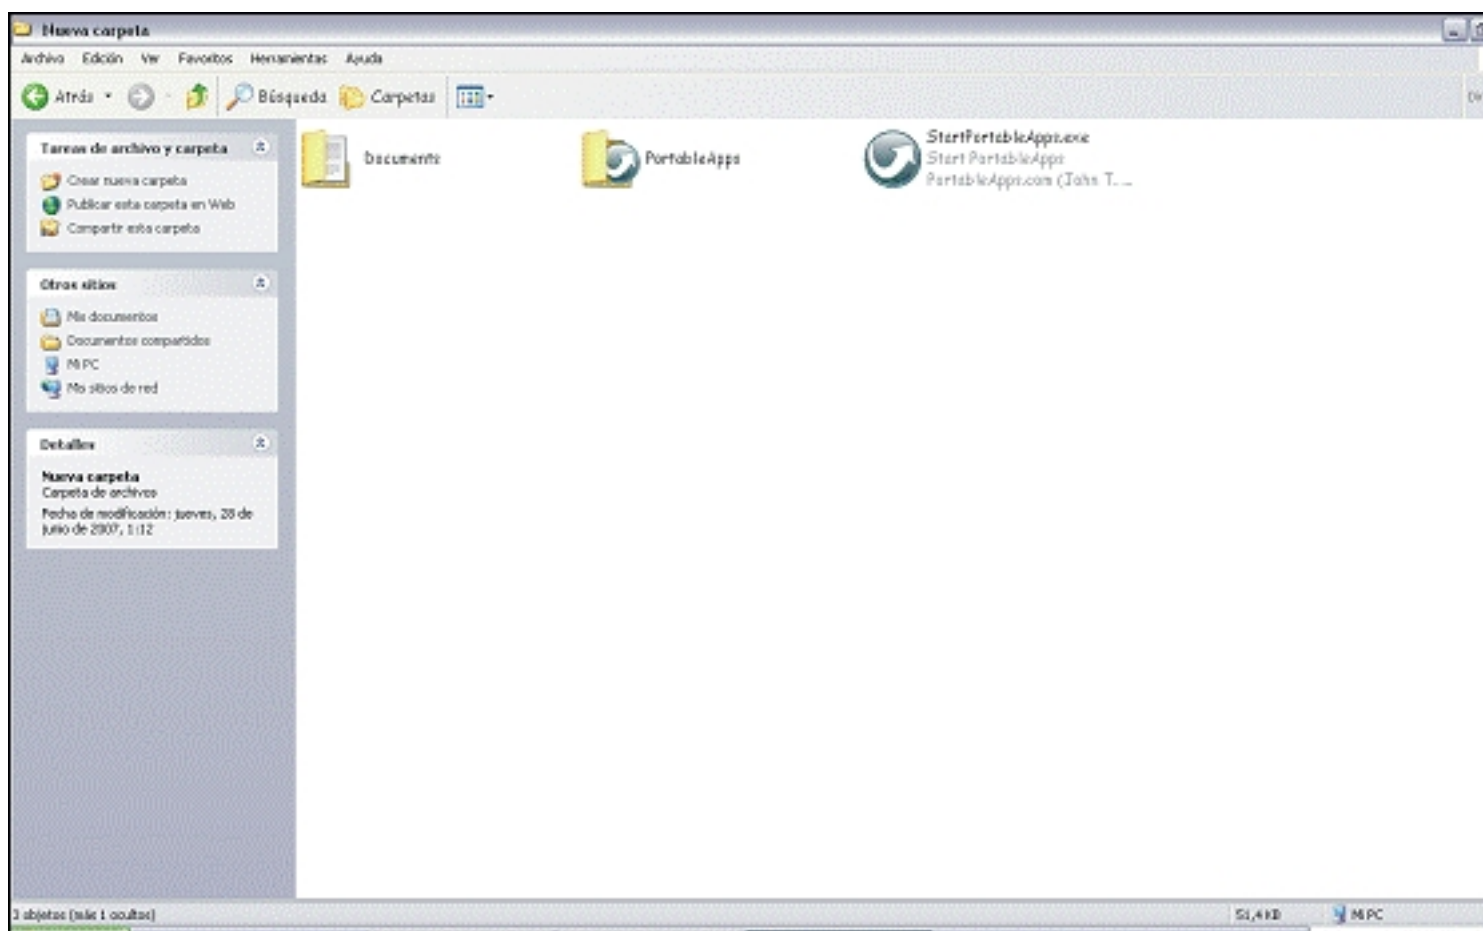 Nueva carpeta
Archivo Edición Ver Favoritos Herramientas Ayuda
Atrás Búsqueda Carpetas
Tareas de archivo y carpeta
Crear nueva carpeta
Publicar esta carpeta en Web
Compartir esta carpeta
Otros sitios
Mis documentos
Documentos compartidos
Mi PC
Mis sitios de red
Detalles
Nueva carpeta
Carpeta de archivos
Fecha de modificación: jueves, 28 de
junio de 2007, 1:12
Documents
PortableApps
StartPortableApps.exe
Start PortableApps
PortableApps.com (John T. ...
3 objetos (más 1 ocultos) 51,4 KB Mi PC